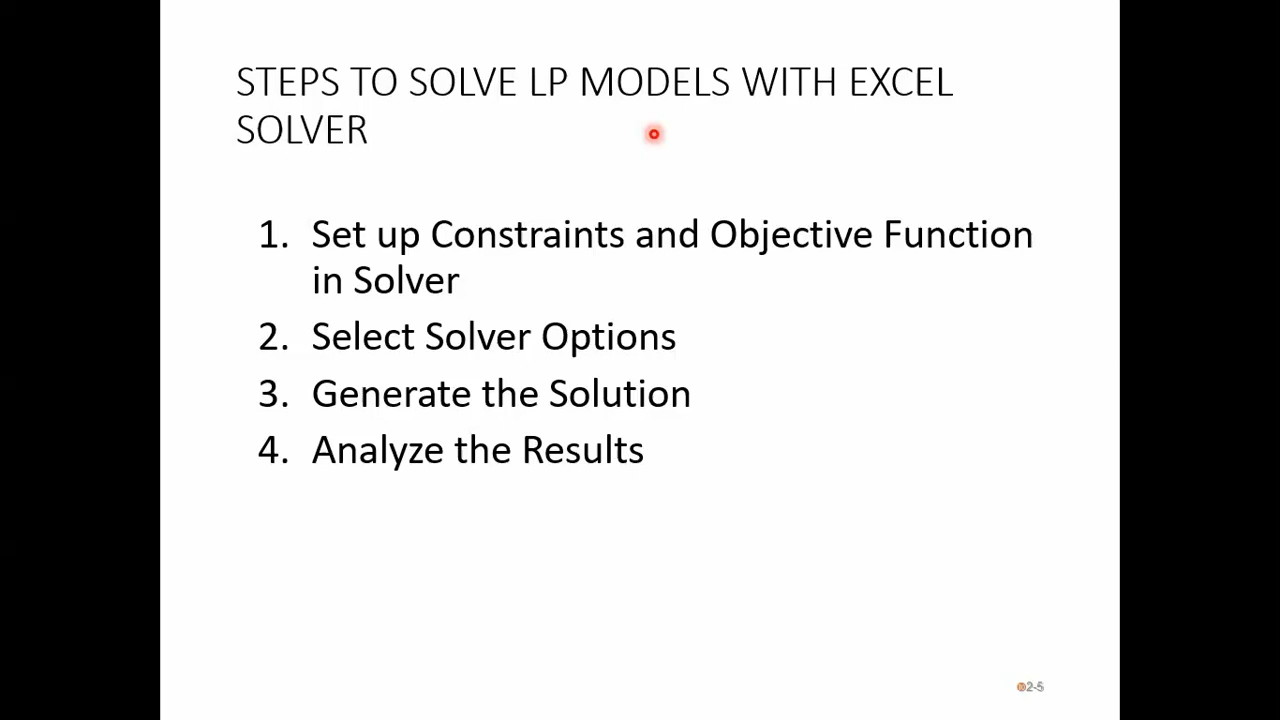 STEPS TO SOLVE LP MODELS WITH EXCEL
SOLVER
1. Set up Constraints and Objective Function
in Solver
2. Select Solver Options
3. Generate the Solution
4. Analyze the Results
2-5